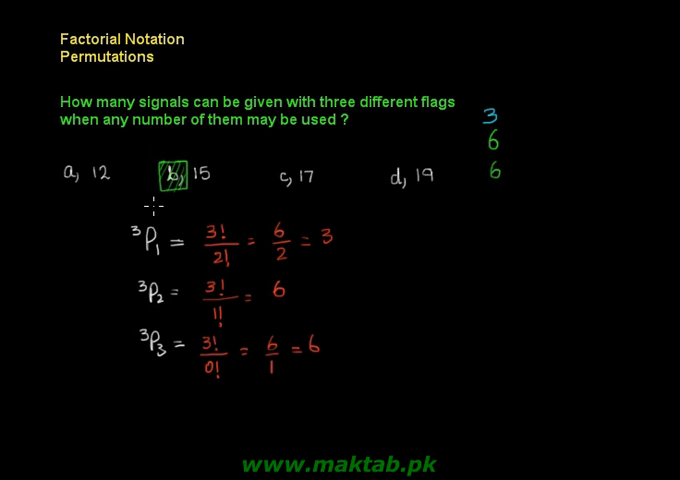 Factorial Notation
Permutations
How many signals can be given with three different flags
when any number of them may be used ?
3
6
6
a, 12 b, 15 c, 17 d, 19
³P₁ = 3!/2! = 6/2 = 3
³P₂ = 3!/1! = 6
³P₃ = 3!/0! = 6/1 = 6
www.maktab.pk